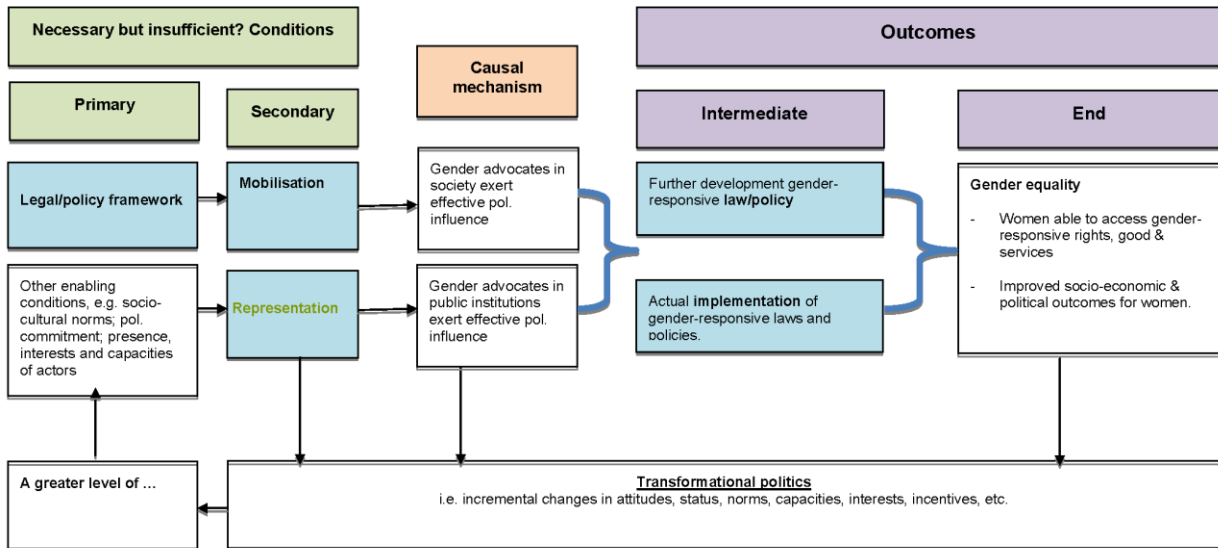 Necessary but insufficient? Conditions
Outcomes
Causal
mechanism
Primary
Secondary
Intermediate
End
Legal/policy framework
Mobilisation
Gender advocates in
society exert
effective pol.
influence
Further development gender-
responsive law/policy
Gender equality
- Women able to access gender-
responsive rights, good &
services
- Improved socio-economic &
political outcomes for women.
Other enabling
conditions, e.g. socio-
cultural norms; pol.
commitment; presence,
interests and capacities
of actors
Representation
Gender advocates in
public institutions
exert effective pol.
influence
Actual implementation of
gender-responsive laws and
policies.
A greater level of ...
Transformational politics
i.e. incremental changes in attitudes, status, norms, capacities, interests, incentives, etc.